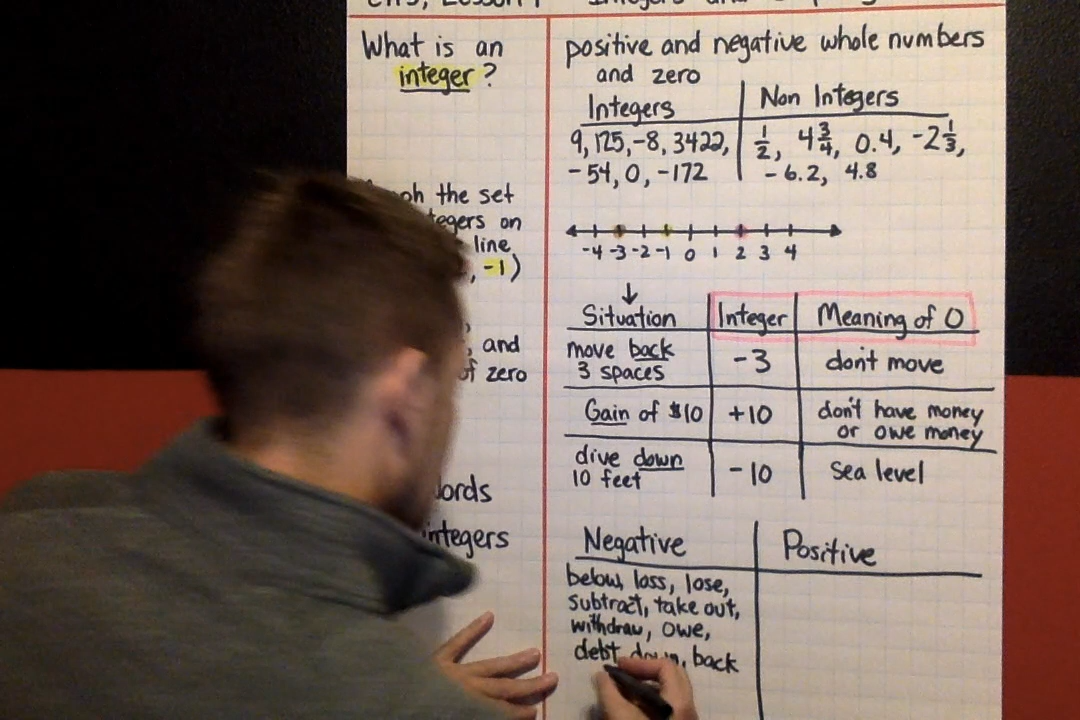 What is an
integer?
positive and negative whole numbers
and zero
Integers
Non Integers
9, 125, -8, 3422,
-54, 0, -172
1/2, 4 3/4, 0.4, -2 1/3,
-6.2, 4.8
the set
on
line
, -1)
-4 -3 -2 -1 0 1 2 3 4
, and
of zero
↓
Situation Integer Meaning of 0
move back
3 spaces
-3
don't move
Gain of $10
+10
don't have money
or owe money
dive down
10 feet
-10
sea level
integers
Negative
Positive
below, loss, lose,
subtract, take out,
withdraw, owe,
debt down, back